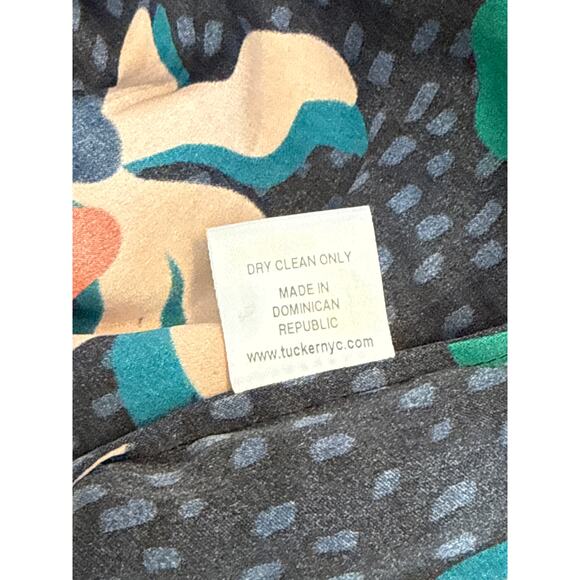 DRY CLEAN ONLY
MADE IN
DOMINICAN
REPUBLIC
www.tuckernyc.com